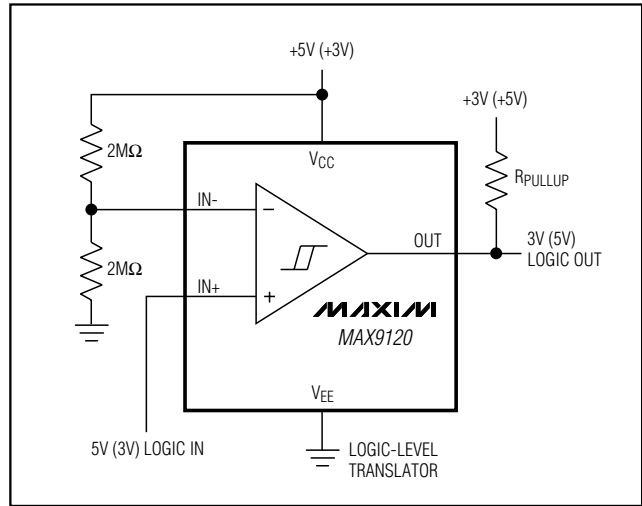 +5V (+3V)
+3V (+5V)
2MΩ
VCC
RPULLUP
IN-
−
OUT
3V (5V)
LOGIC OUT
2MΩ
IN+
+
MAXIM
MAX9120
VEE
5V (3V) LOGIC IN
LOGIC-LEVEL
TRANSLATOR